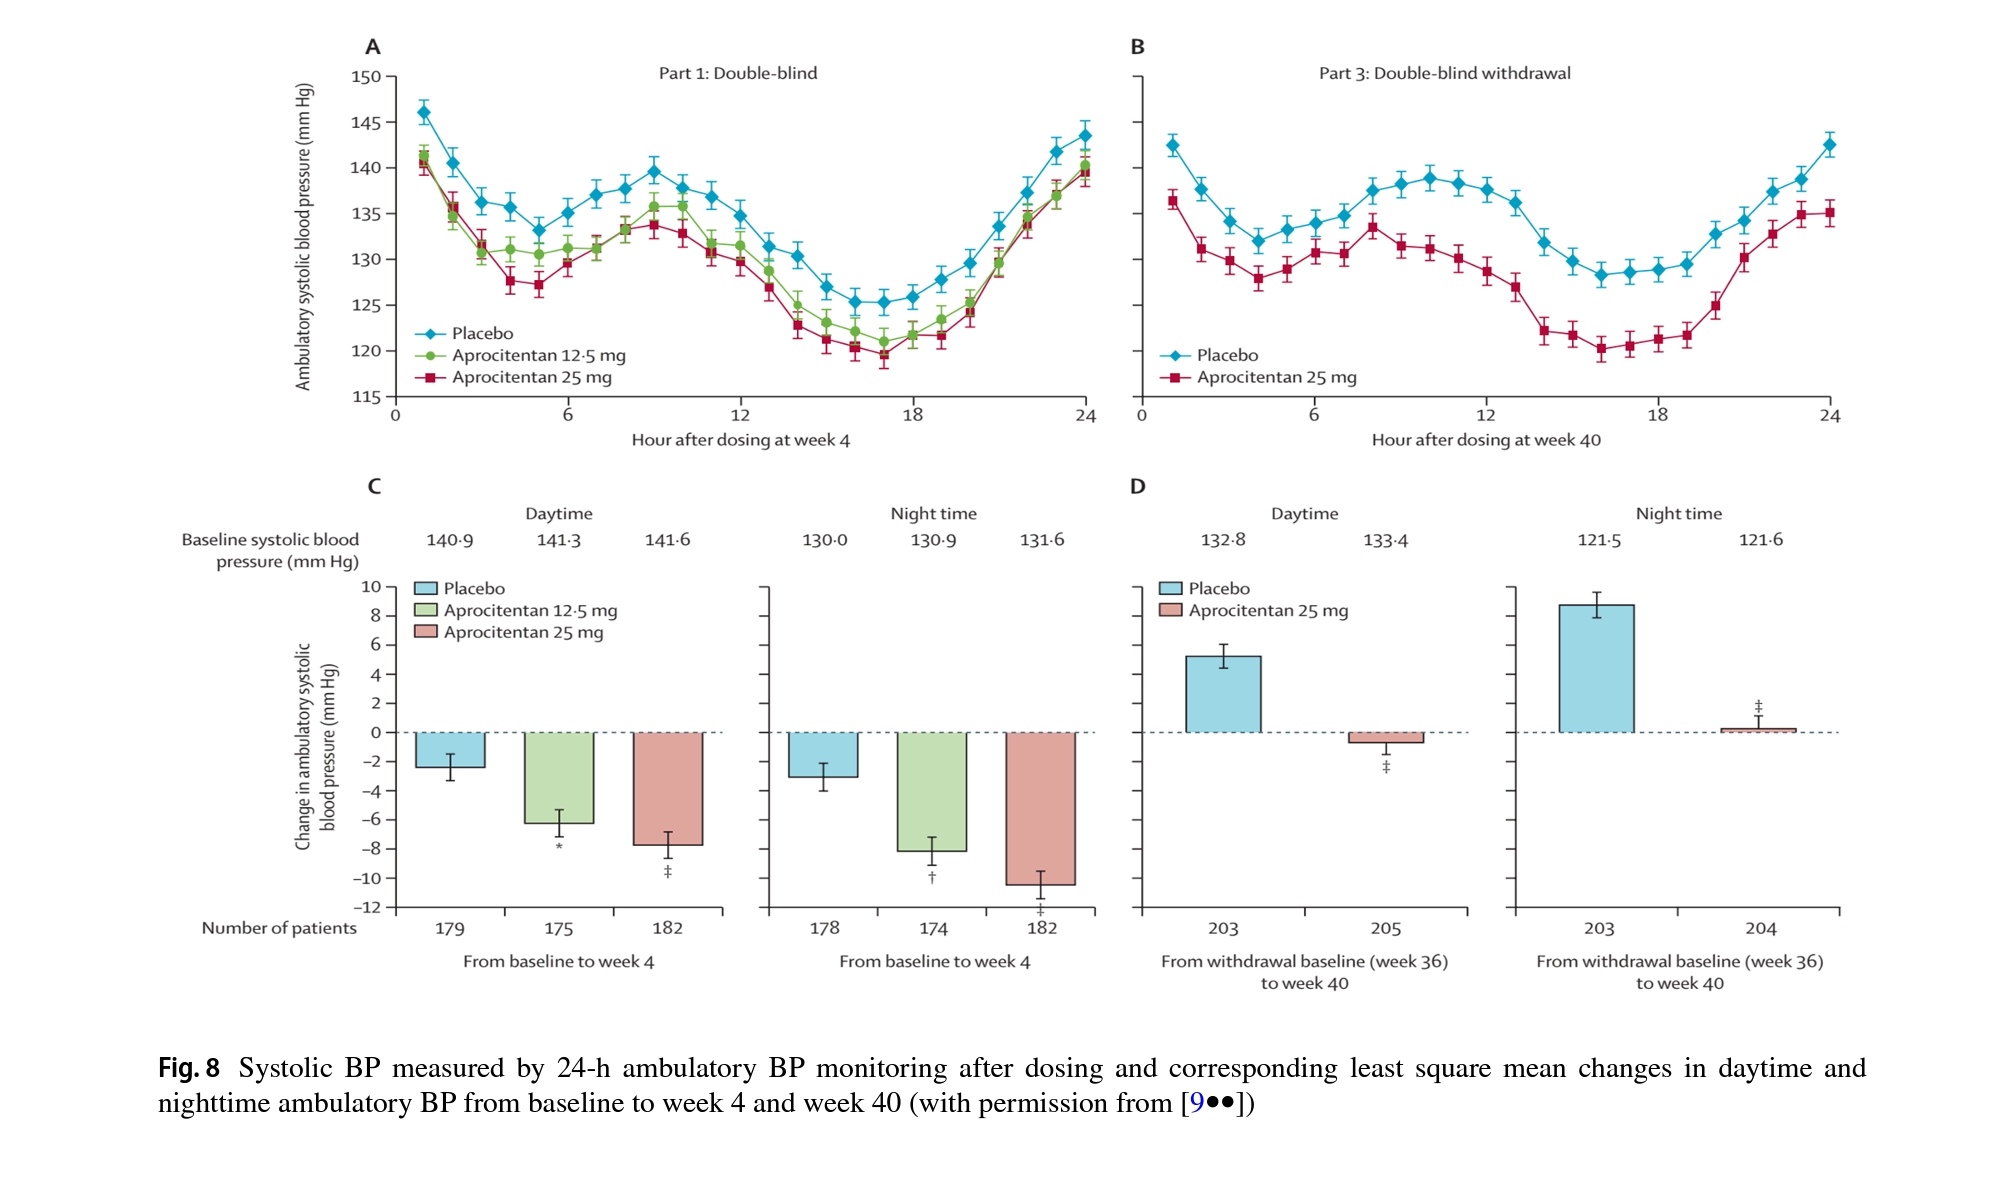 A
Part 1: Double-blind
Ambulatory systolic blood pressure (mm Hg)
150
145
140
135
130
125
120
115
Placebo
Aprocitentan 12·5 mg
Aprocitentan 25 mg
0 6 12 18 24
Hour after dosing at week 4
B
Part 3: Double-blind withdrawal
Placebo
Aprocitentan 25 mg
0 6 12 18 24
Hour after dosing at week 40
C
Daytime Night time
Baseline systolic blood
pressure (mm Hg)
140·9 141·3 141·6 130·0 130·9 131·6
Change in ambulatory systolic
blood pressure (mm Hg)
10
8
6
4
2
0
−2
−4
−6
−8
−10
−12
Placebo
Aprocitentan 12·5 mg
Aprocitentan 25 mg
* ‡ † ‡
Number of patients
179 175 182 178 174 182
From baseline to week 4 From baseline to week 4
D
Daytime Night time
132·8 133·4 121·5 121·6
Placebo
Aprocitentan 25 mg
‡ ‡
203 205 203 204
From withdrawal baseline (week 36)
to week 40
From withdrawal baseline (week 36)
to week 40
Fig. 8 Systolic BP measured by 24-h ambulatory BP monitoring after dosing and corresponding least square mean changes in daytime and
nighttime ambulatory BP from baseline to week 4 and week 40 (with permission from [9●●])